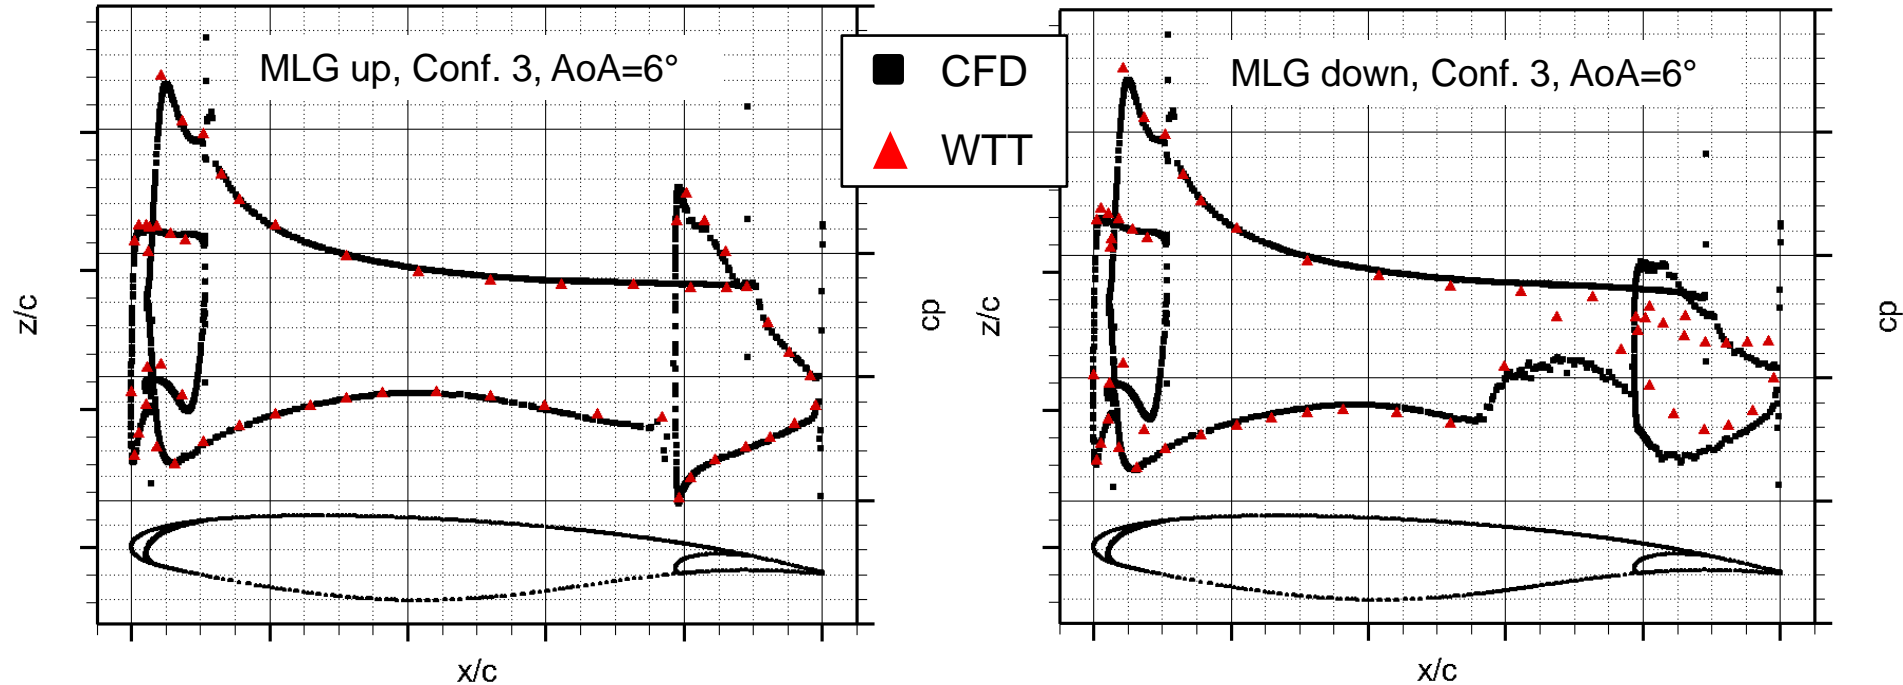 MLG up, Conf. 3, AoA=6°
CFD
WTT
MLG down, Conf. 3, AoA=6°
z/c
cp
z/c
cp
x/c
x/c